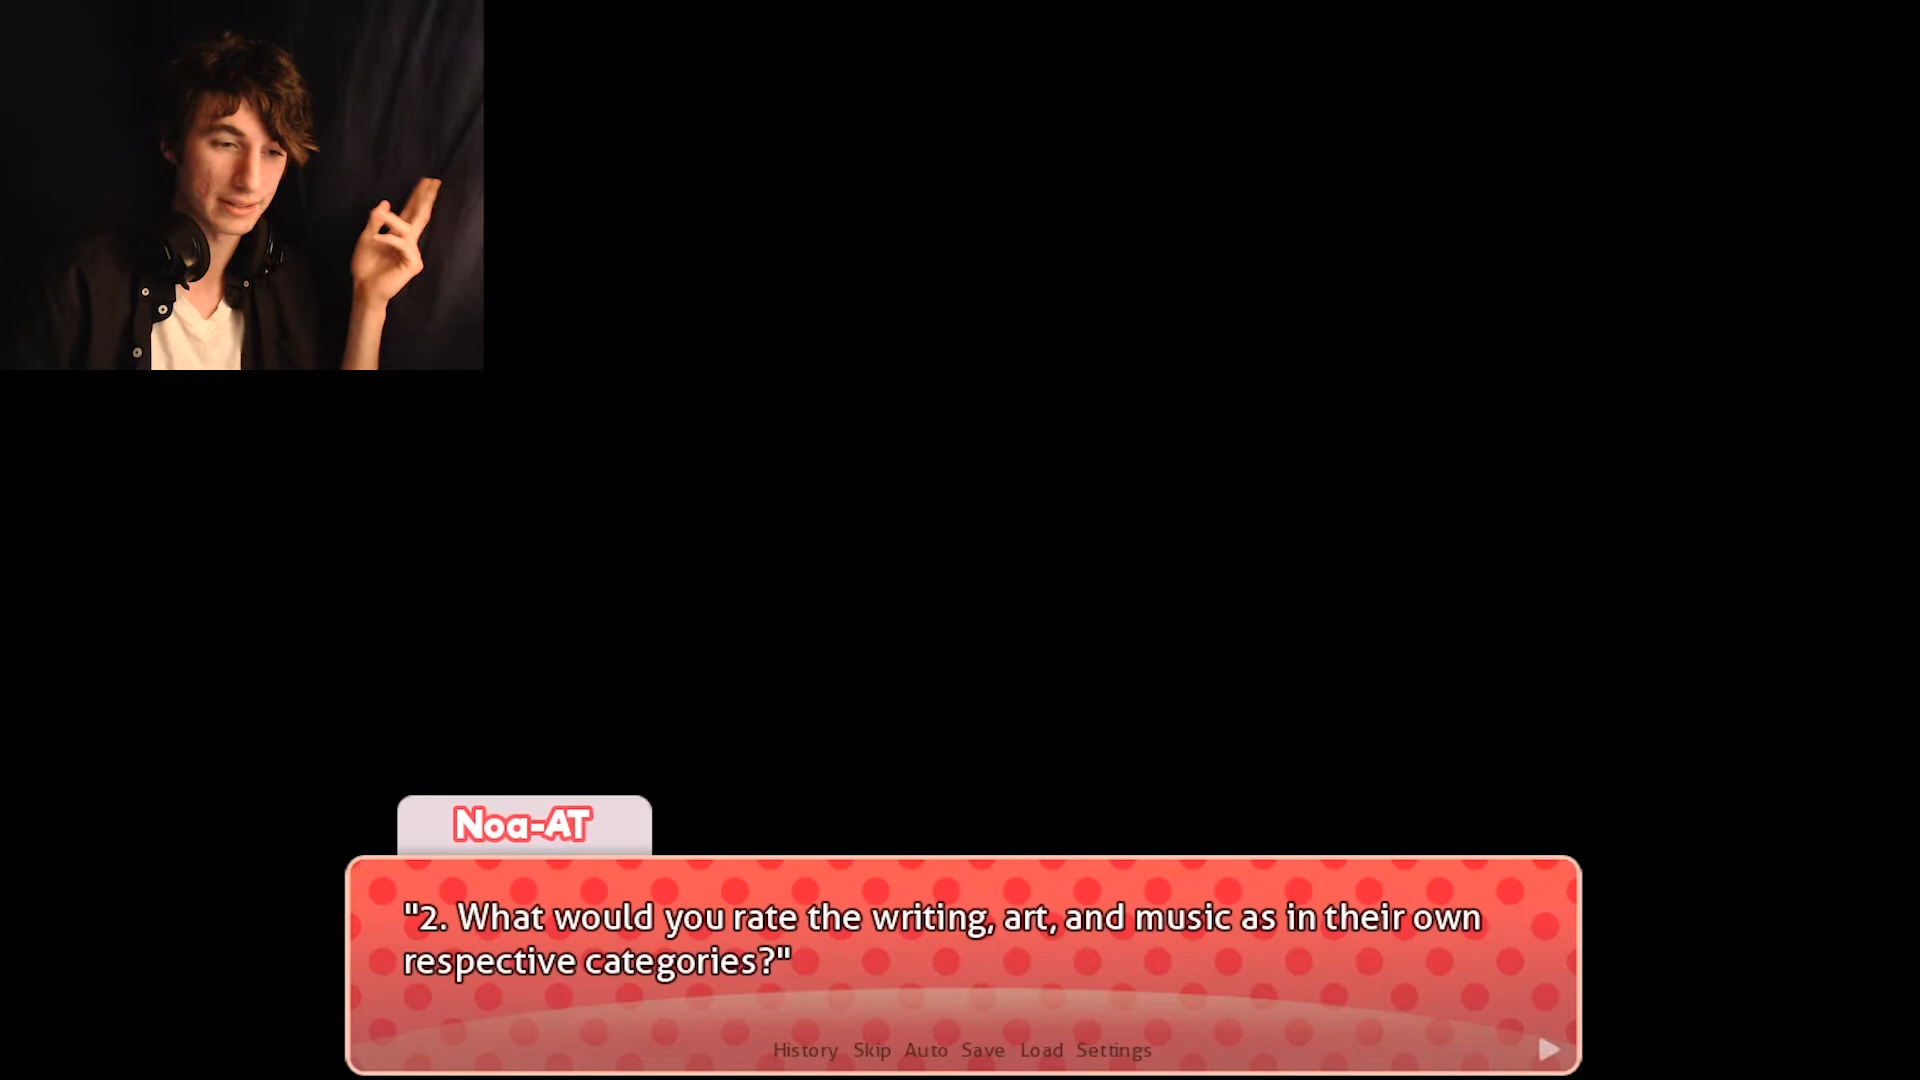 Noa-AT
"2. What would you rate the writing, art, and music as in their own
respective categories?"
History Skip Auto Save Load Settings